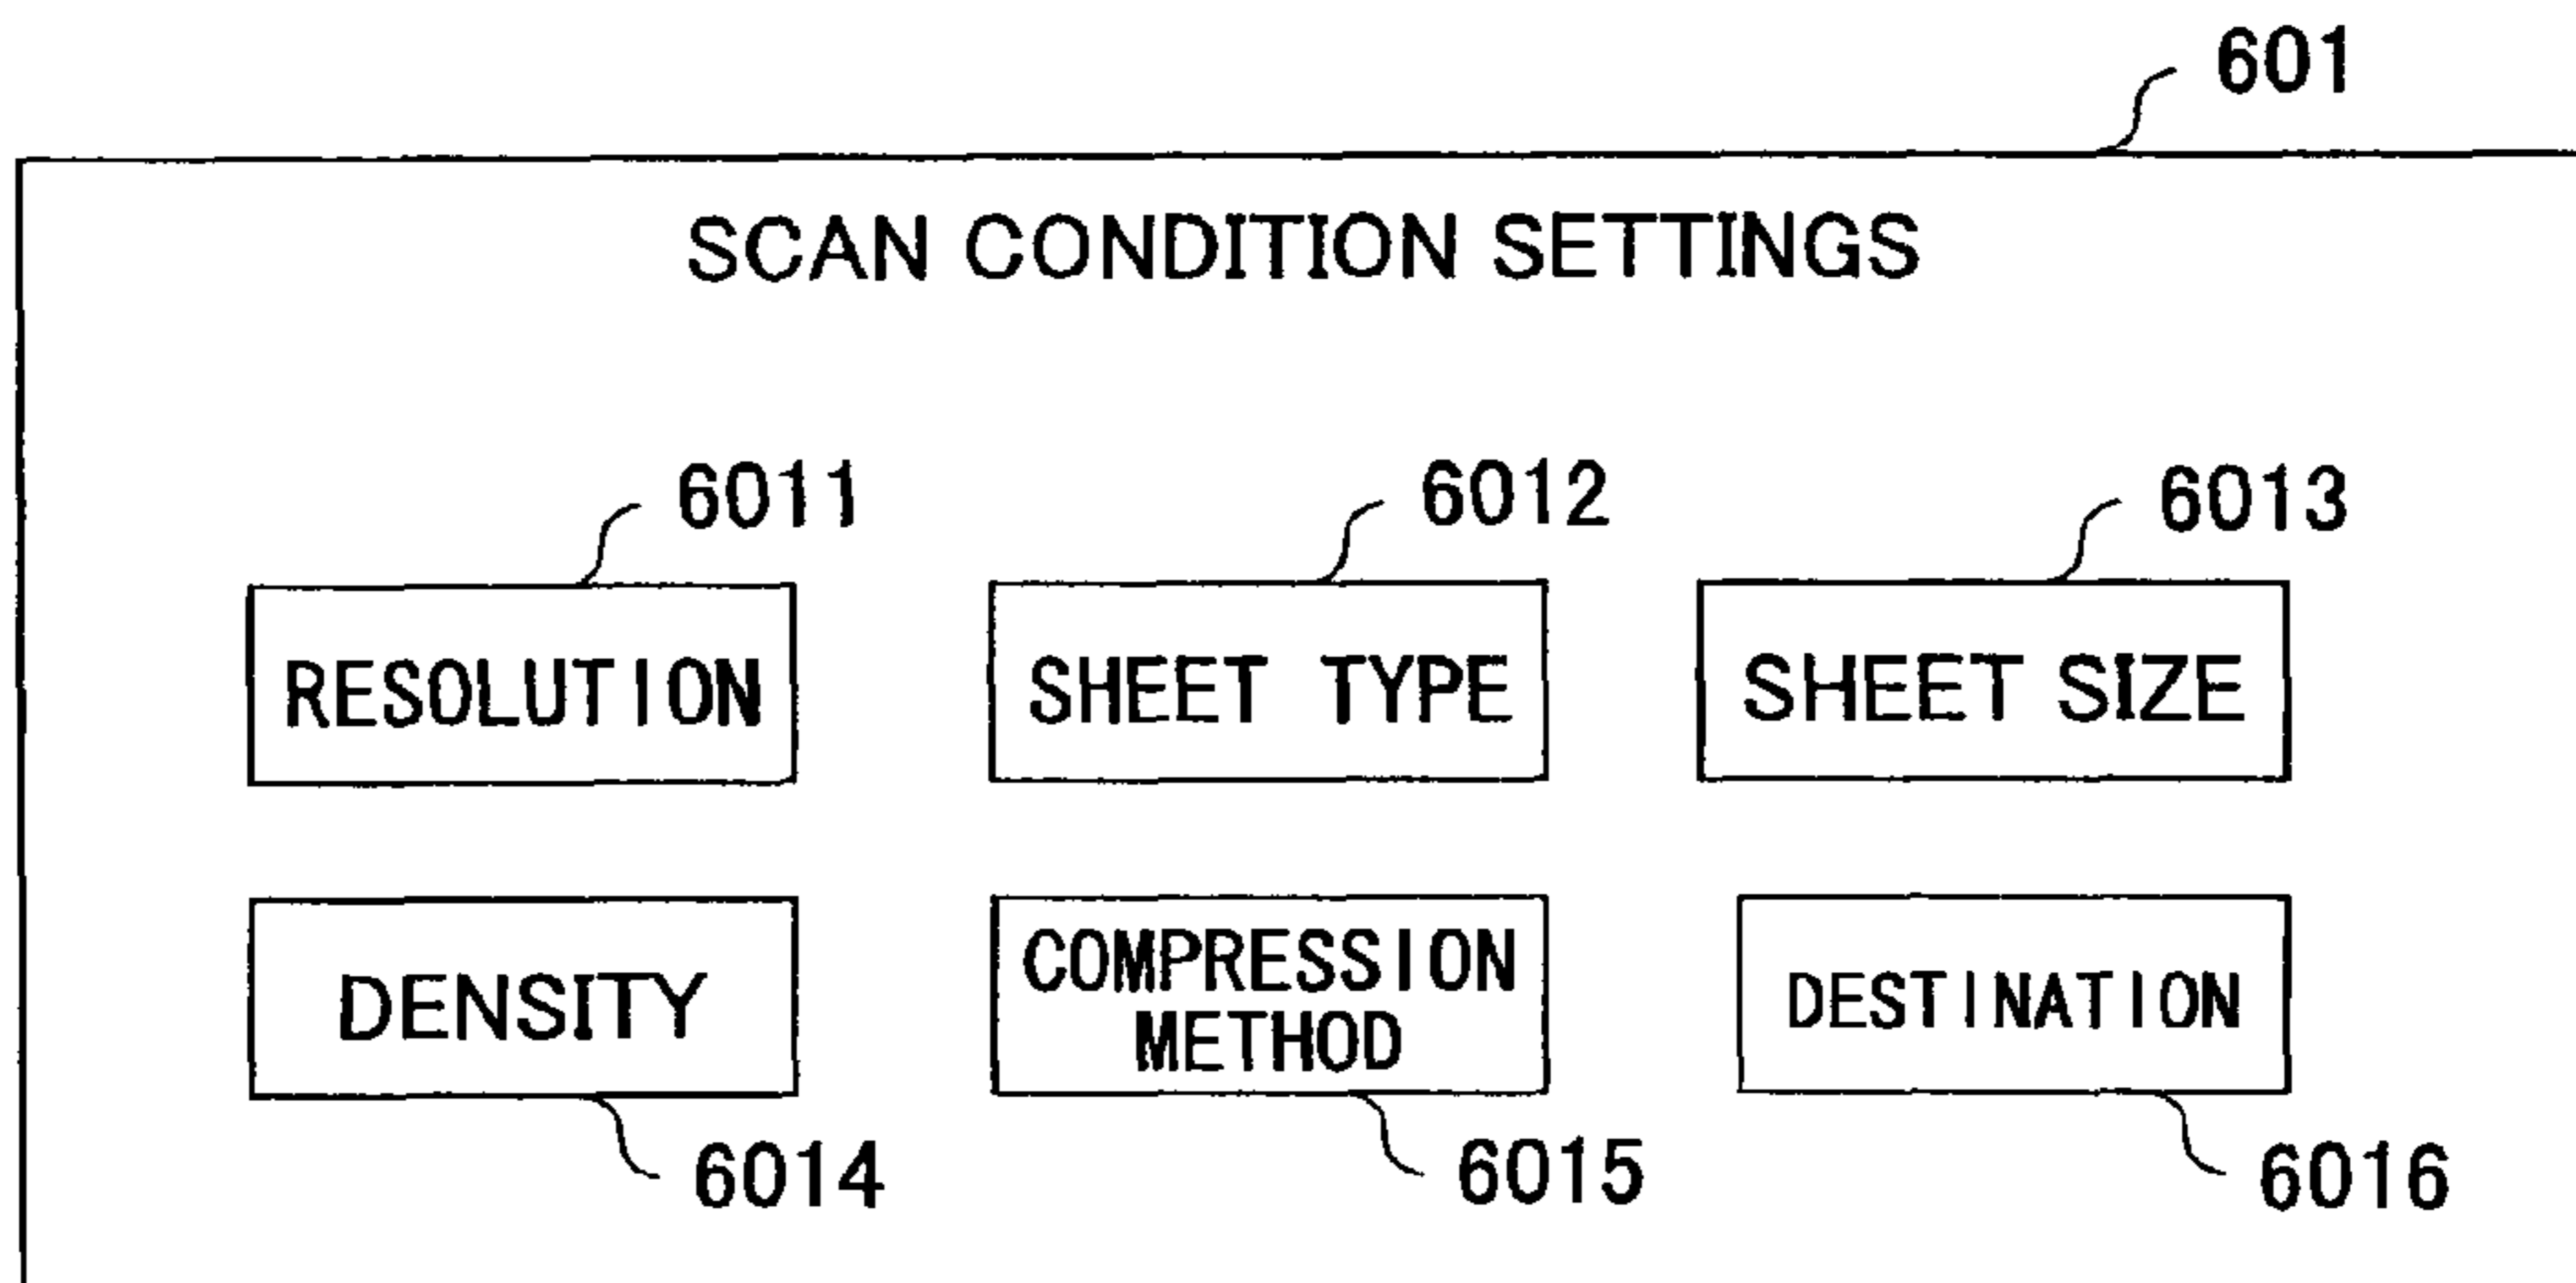 601
SCAN CONDITION SETTINGS
6011 6012 6013
RESOLUTION SHEET TYPE SHEET SIZE
DENSITY COMPRESSION METHOD DESTINATION
6014 6015 6016